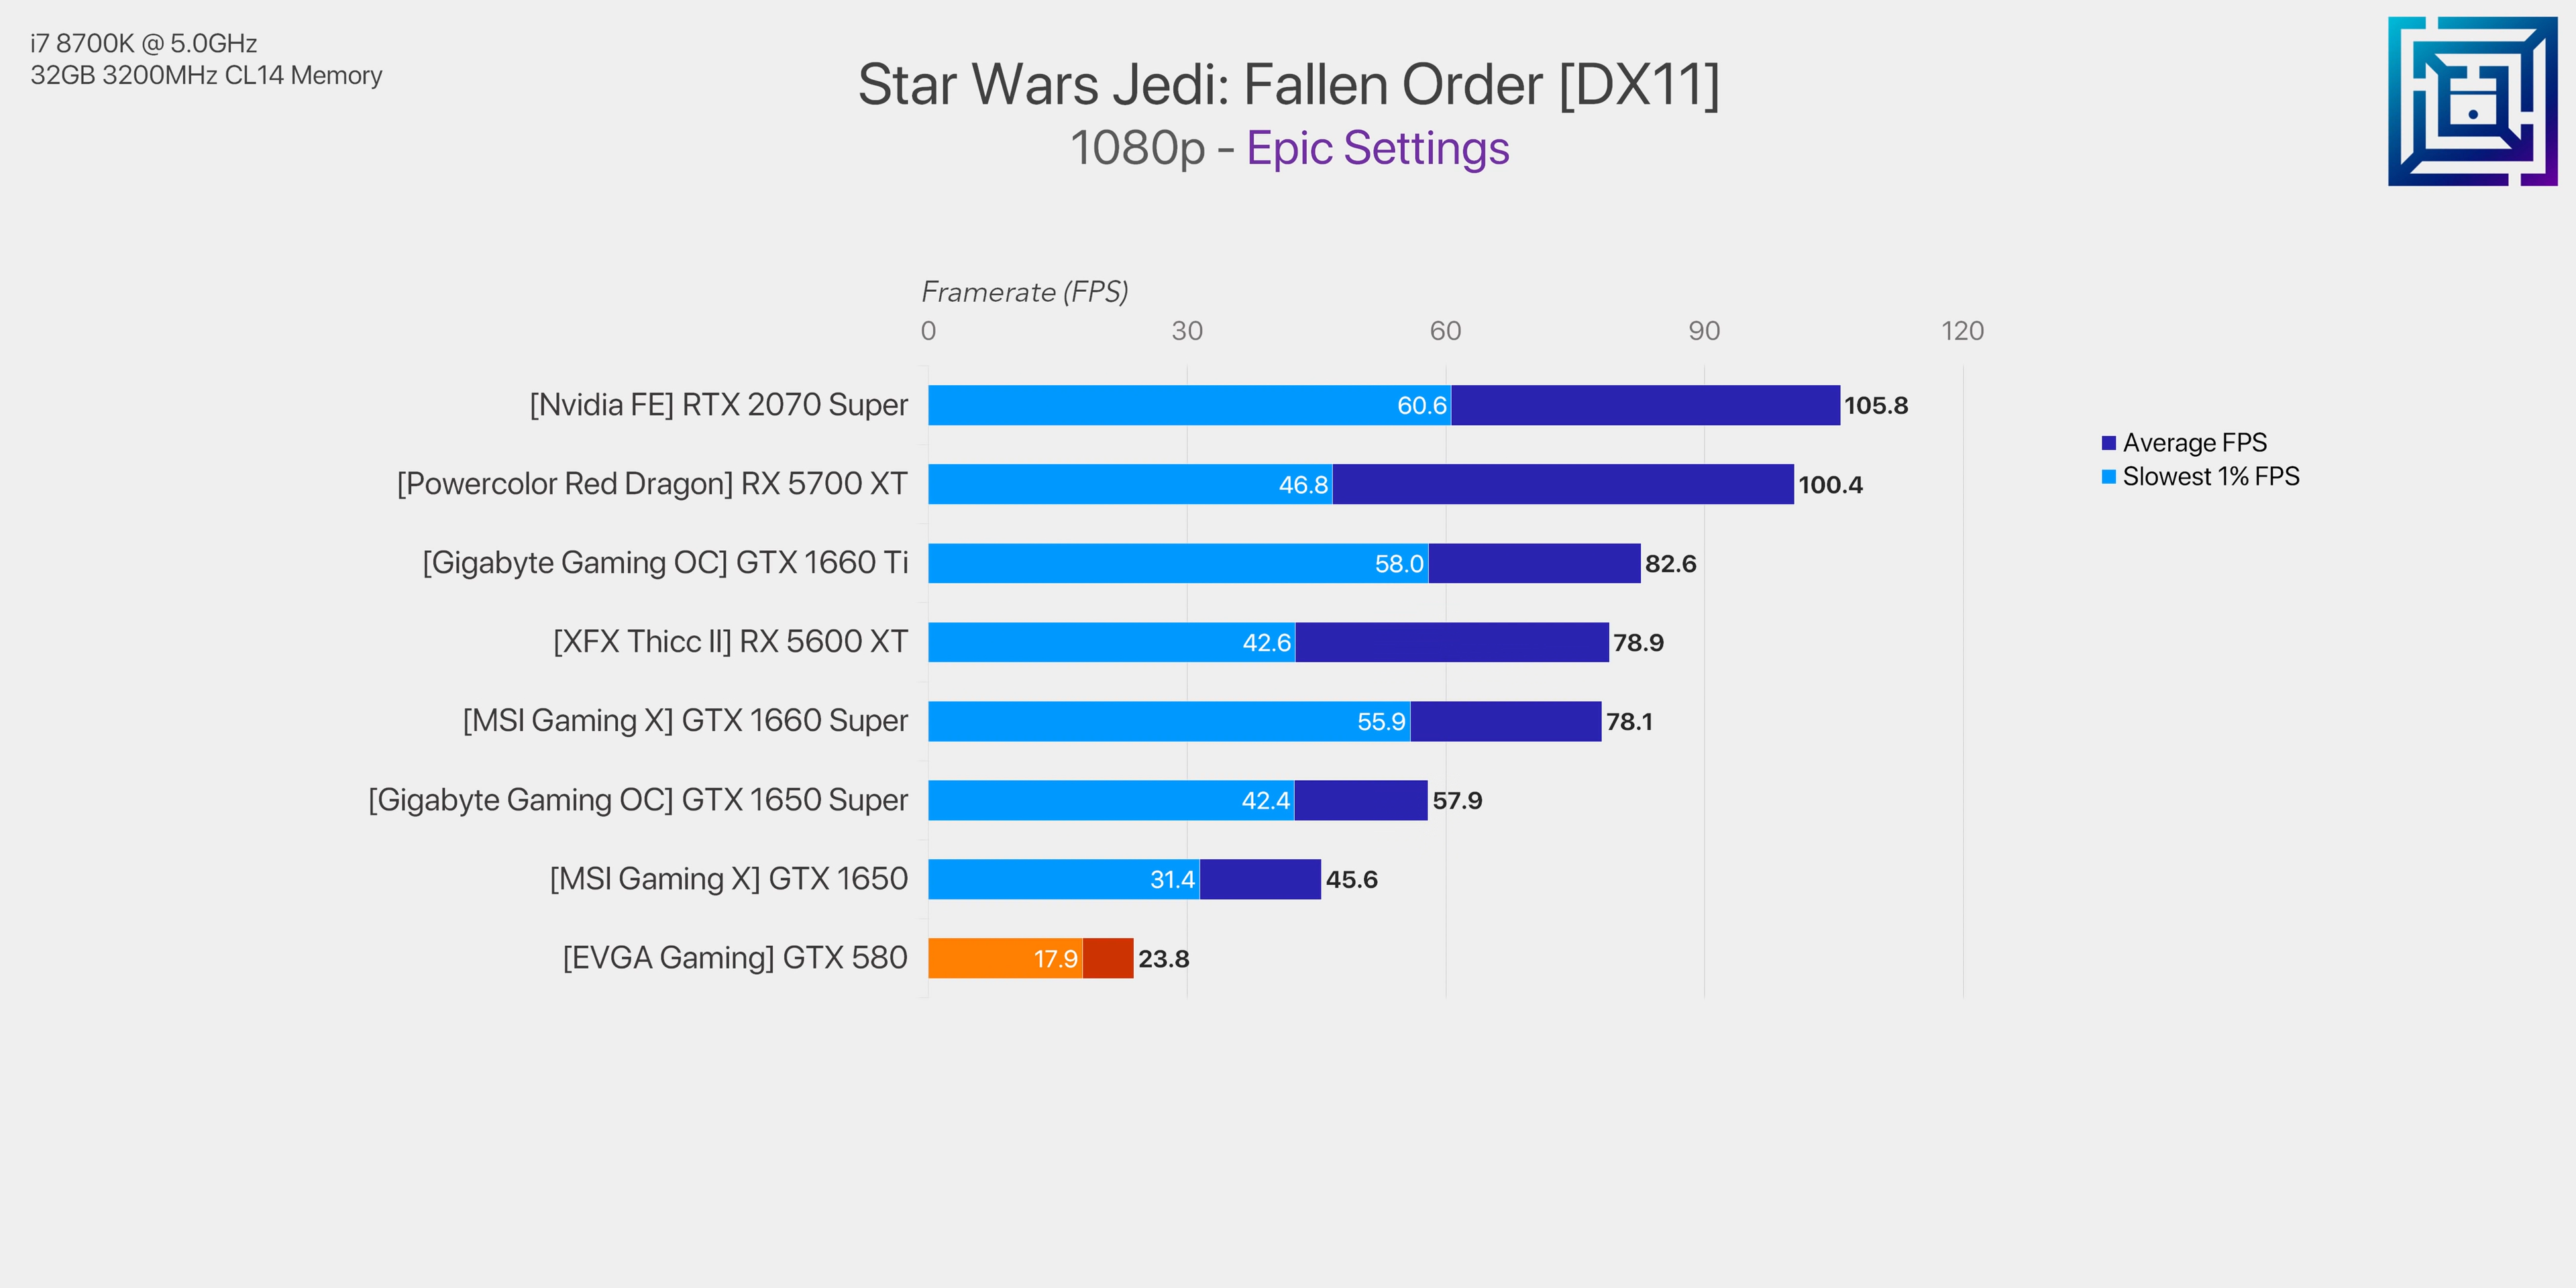 i7 8700K @ 5.0GHz
32GB 3200MHz CL14 Memory
Star Wars Jedi: Fallen Order [DX11]
1080p - Epic Settings
Framerate (FPS)
0 30 60 90 120
[Nvidia FE] RTX 2070 Super 60.6 105.8
[Powercolor Red Dragon] RX 5700 XT 46.8 100.4
[Gigabyte Gaming OC] GTX 1660 Ti 58.0 82.6
[XFX Thicc II] RX 5600 XT 42.6 78.9
[MSI Gaming X] GTX 1660 Super 55.9 78.1
[Gigabyte Gaming OC] GTX 1650 Super 42.4 57.9
[MSI Gaming X] GTX 1650 31.4 45.6
[EVGA Gaming] GTX 580 17.9 23.8
Average FPS
Slowest 1% FPS